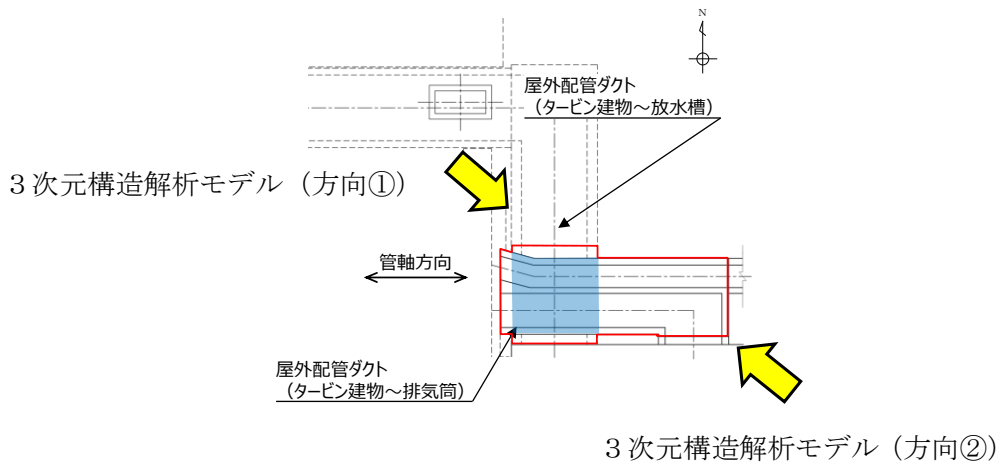 N
屋外配管ダクト
（タービン建物～放水槽）
３次元構造解析モデル（方向①）
管軸方向
屋外配管ダクト
（タービン建物～排気筒）
３次元構造解析モデル（方向②）